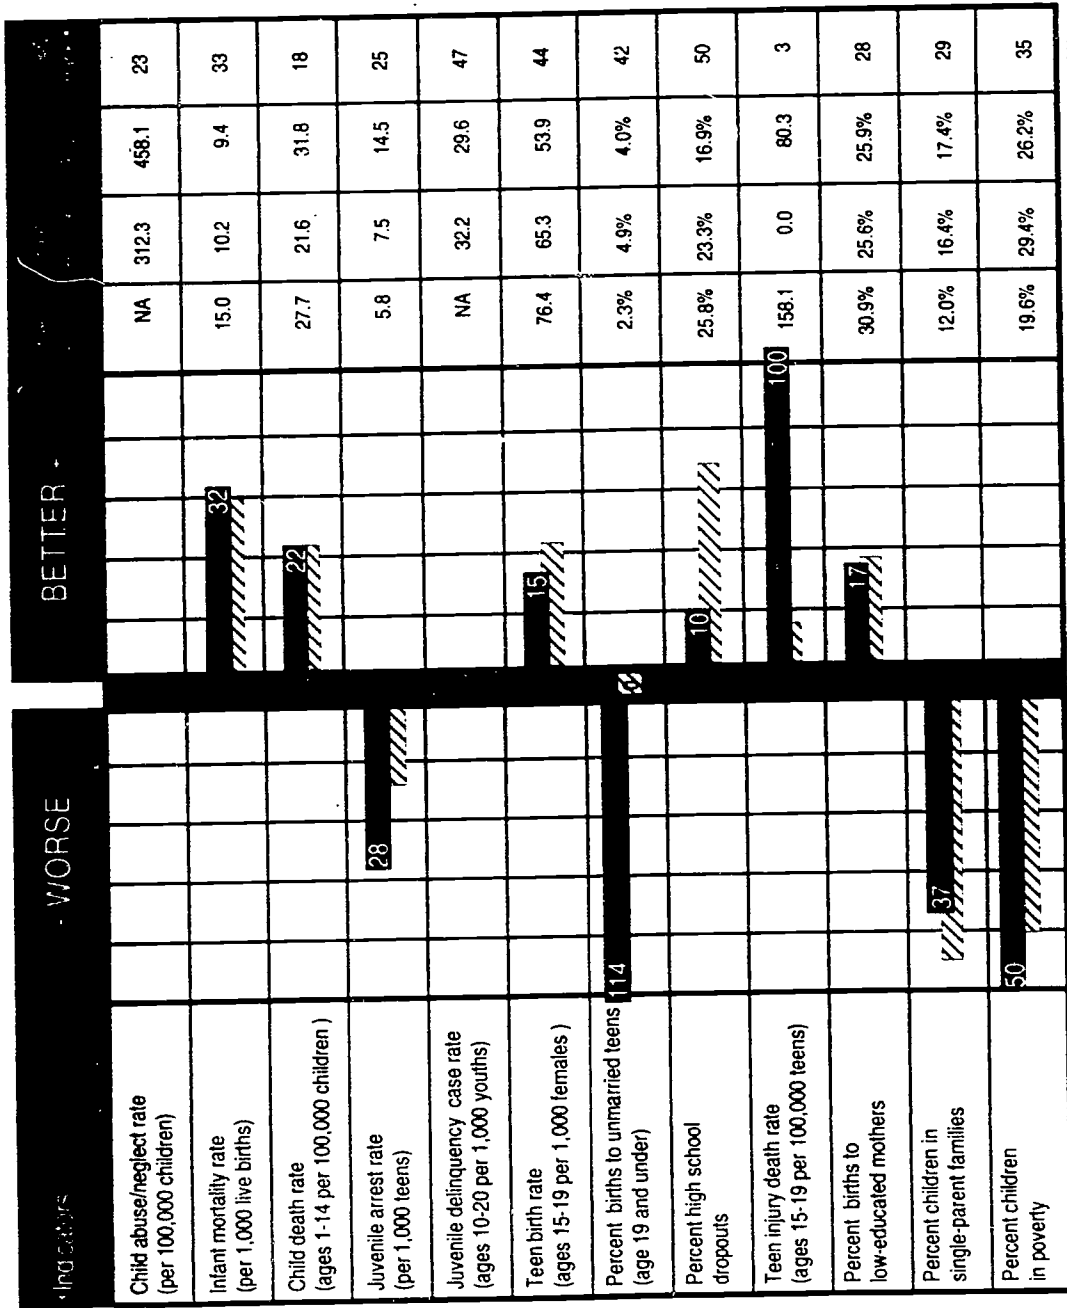 Indicators - WORSE BETTER +
Child abuse/neglect rate
(per 100,000 children)
NA 312.3 458.1 23
Infant mortality rate
(per 1,000 live births)
32 15.0 10.2 9.4 33
Child death rate
(ages 1-14 per 100,000 children )
22 27.7 21.6 31.8 18
Juvenile arrest rate
(per 1,000 teens)
28 5.8 7.5 14.5 25
Juvenile delinquency case rate
(ages 10-20 per 1,000 youths)
NA 32.2 29.6 47
Teen birth rate
(ages 15-19 per 1,000 females )
15 76.4 65.3 53.9 44
Percent births to unmarried teens
(age 19 and under)
114 2.3% 4.9% 4.0% 42
Percent high school
dropouts
10 25.8% 23.3% 16.9% 50
Teen injury death rate
(ages 15-19 per 100,000 teens)
100 158.1 0.0 80.3 3
Percent births to
low-educated mothers
17 30.9% 25.6% 25.9% 28
Percent children in
single-parent families
37 12.0% 16.4% 17.4% 29
Percent children
in poverty
50 19.6% 29.4% 26.2% 35